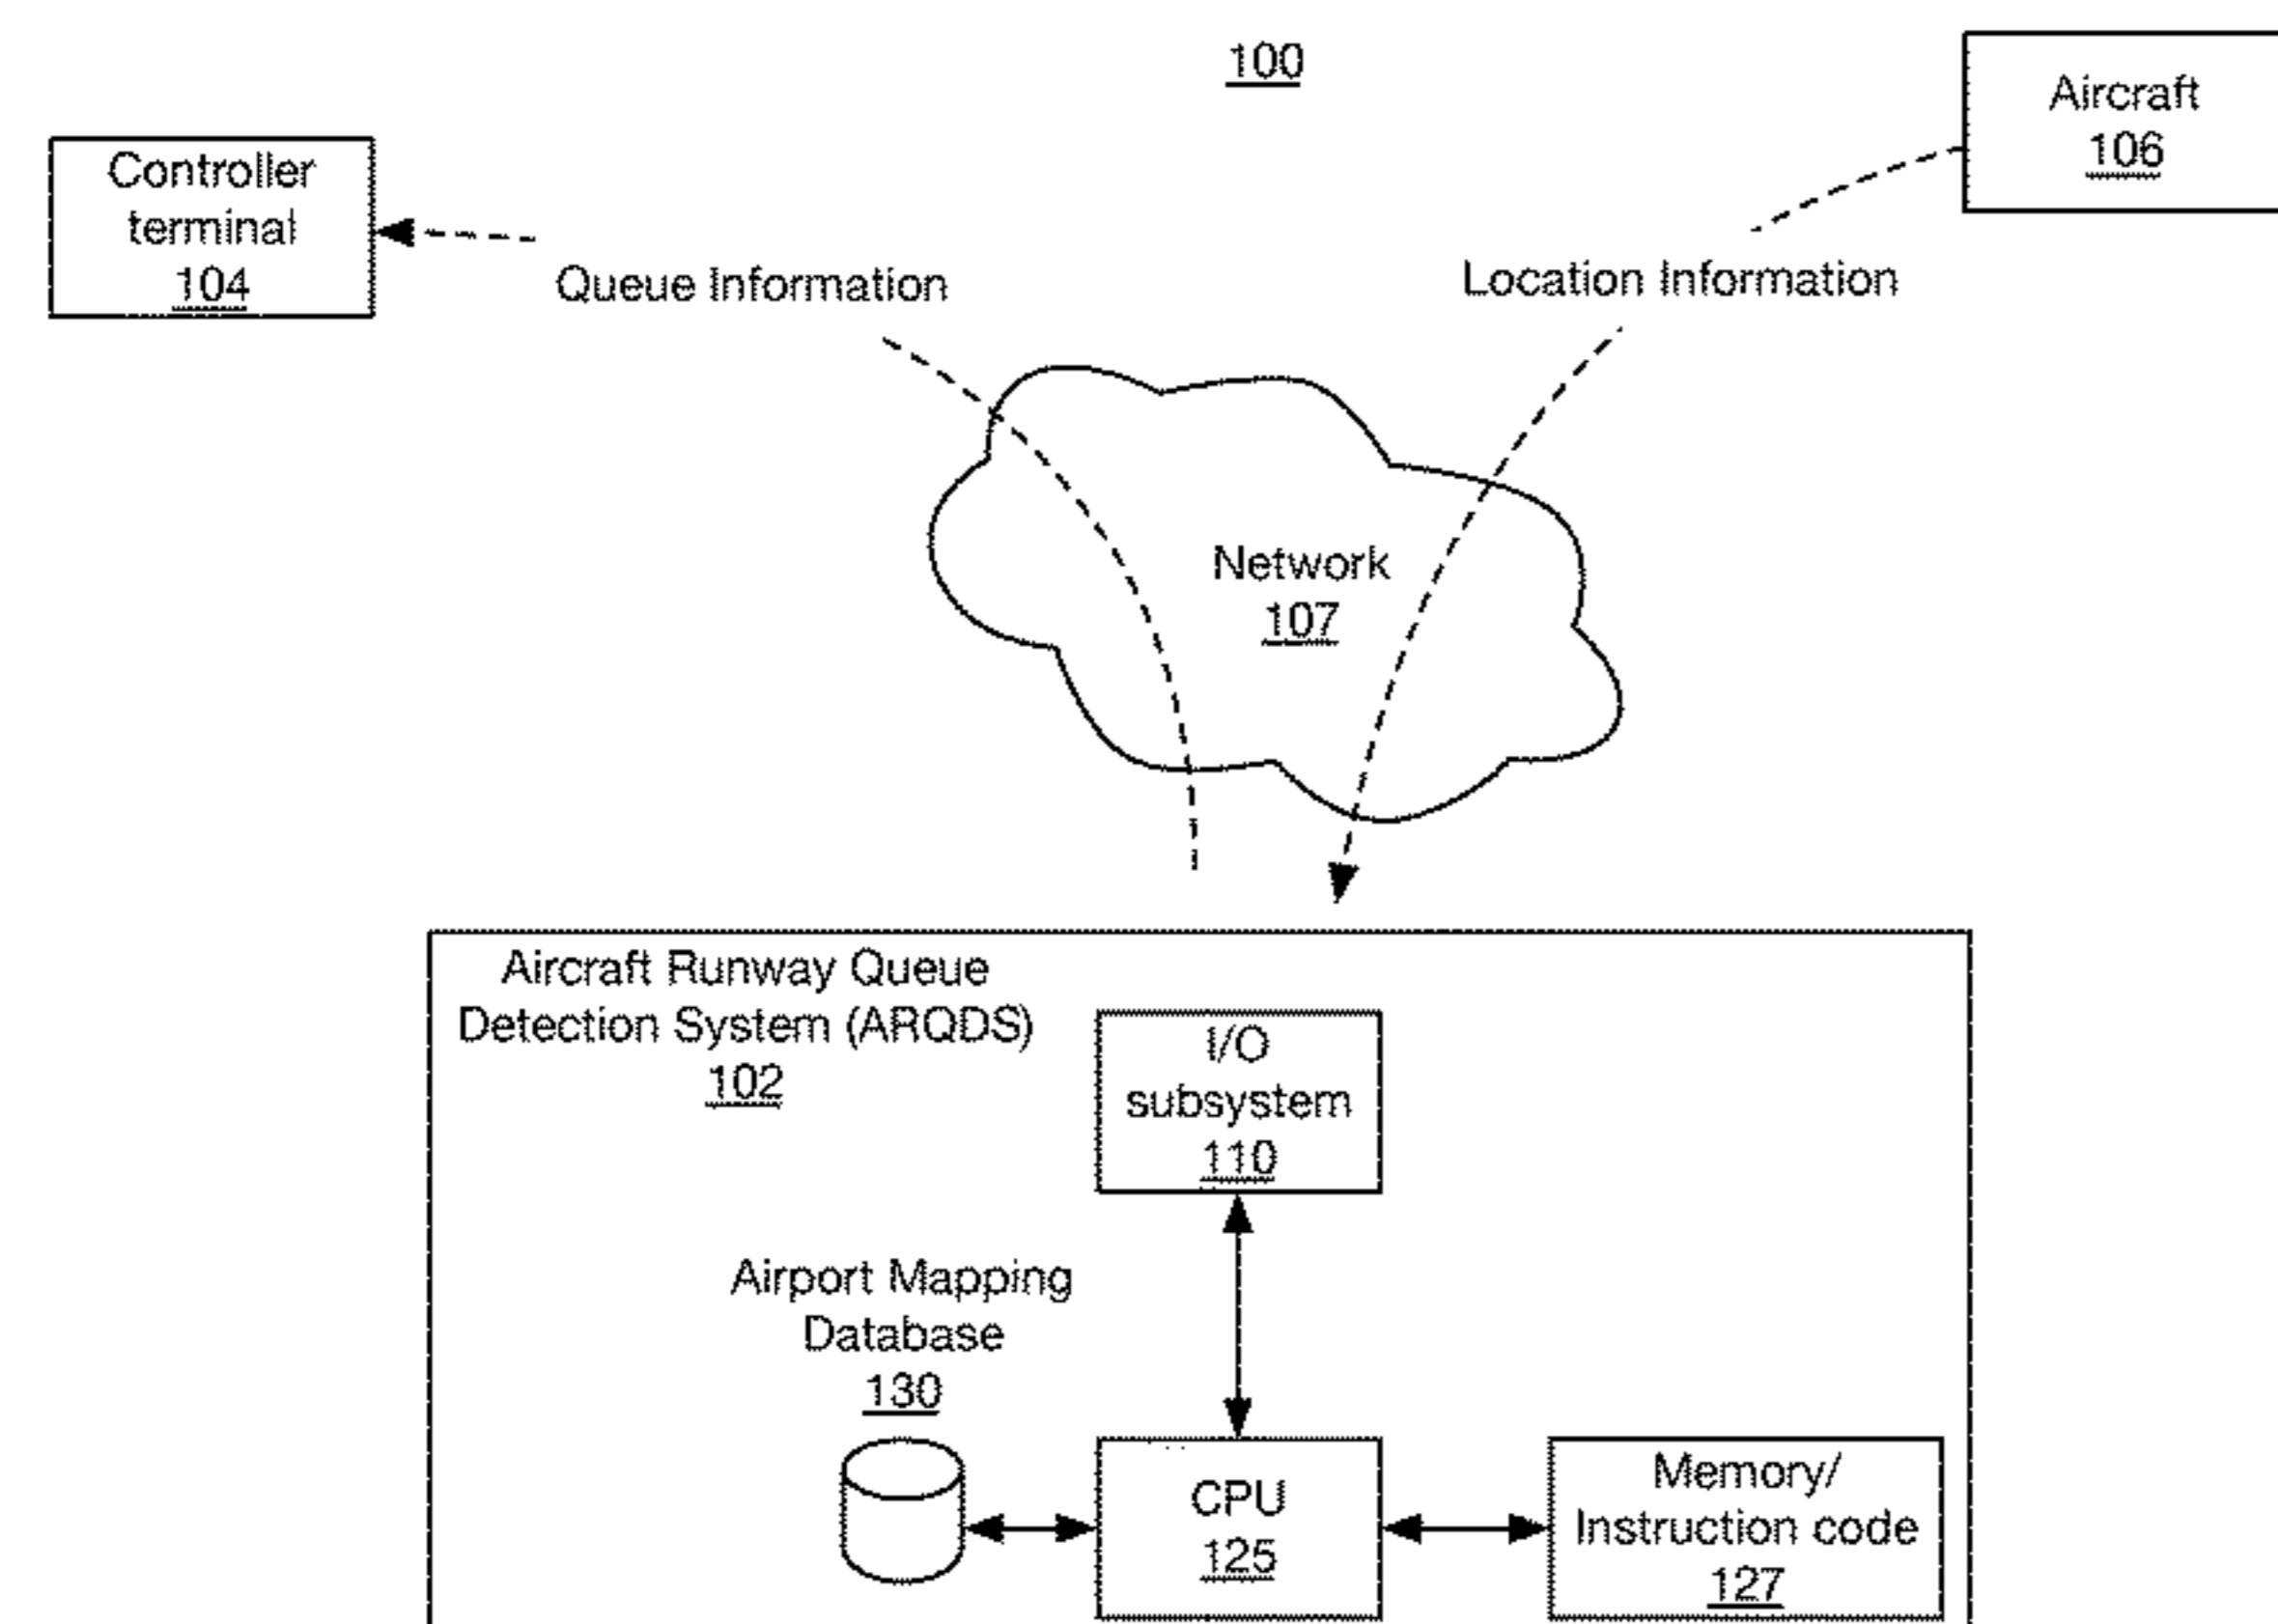 100
Aircraft
106
Controller
terminal
104
Queue Information
Location Information
Network
107
Aircraft Runway Queue
Detection System (ARQDS)
102
I/O
subsystem
110
Airport Mapping
Database
130
CPU
125
Memory/
Instruction code
127